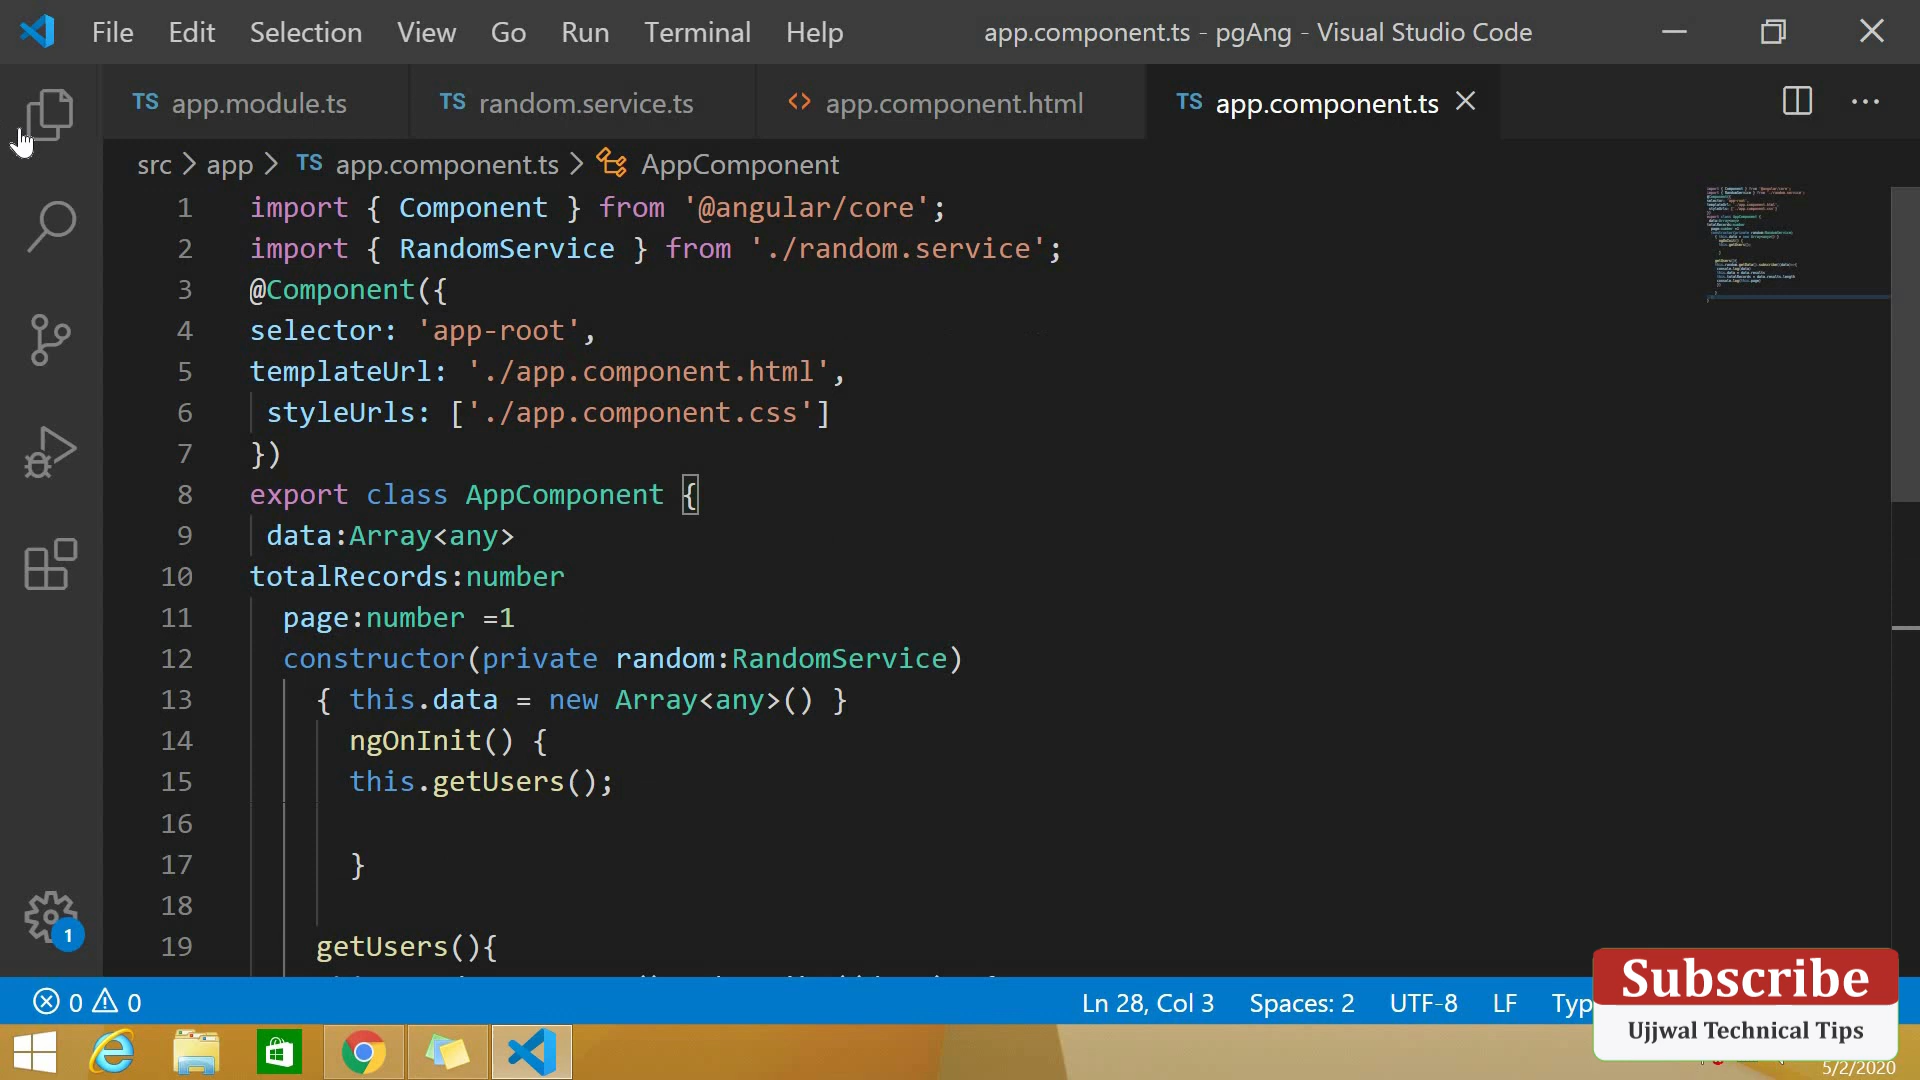 File Edit Selection View Go Run Terminal Help app.component.ts - pgAng - Visual Studio Code
TS app.module.ts TS random.service.ts <> app.component.html TS app.component.ts
src > app > TS app.component.ts > AppComponent
1 import { Component } from '@angular/core';
2 import { RandomService } from './random.service';
3 @Component({
4 selector: 'app-root',
5 templateUrl: './app.component.html',
6 styleUrls: ['./app.component.css']
7 })
8 export class AppComponent {
9 data:Array<any>
10 totalRecords:number
11 page:number =1
12 constructor(private random:RandomService)
13 { this.data = new Array<any>() }
14 ngOnInit() {
15 this.getUsers();
16
17 }
18
19 getUsers(){
1
0 0 Ln 28, Col 3 Spaces: 2 UTF-8 LF Typ
Subscribe
Ujjwal Technical Tips
5/2/2020